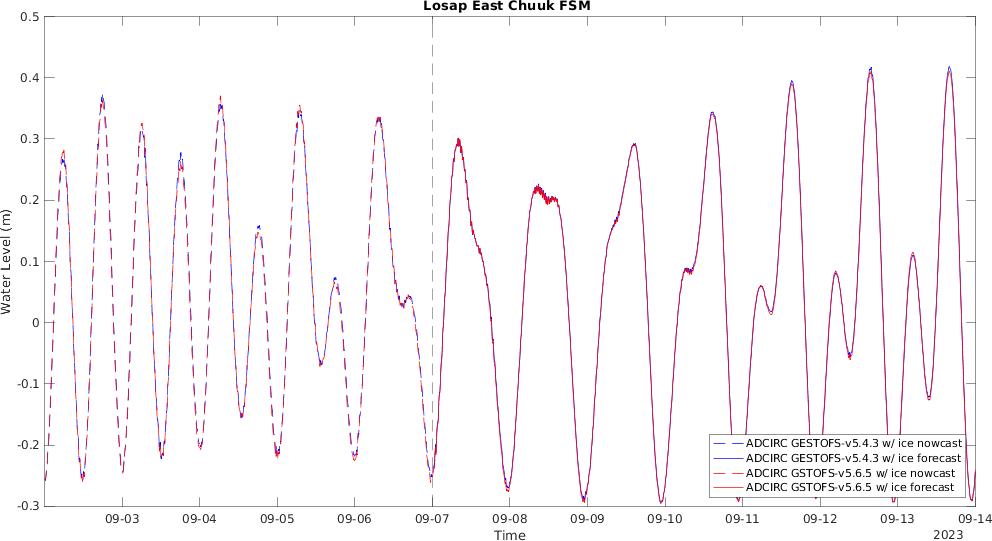 Losap East Chuuk FSM
0.5
0.4
0.3
0.2
0.1
0
-0.1
-0.2
-0.3
Water Level (m)
ADCIRC GESTOFS-v5.4.3 w/ ice nowcast
ADCIRC GESTOFS-v5.4.3 w/ ice forecast
ADCIRC GSTOFS-v5.6.5 w/ ice nowcast
ADCIRC GSTOFS-v5.6.5 w/ ice forecast
09-03 09-04 09-05 09-06 09-07 09-08 09-09 09-10 09-11 09-12 09-13 09-14
Time
2023